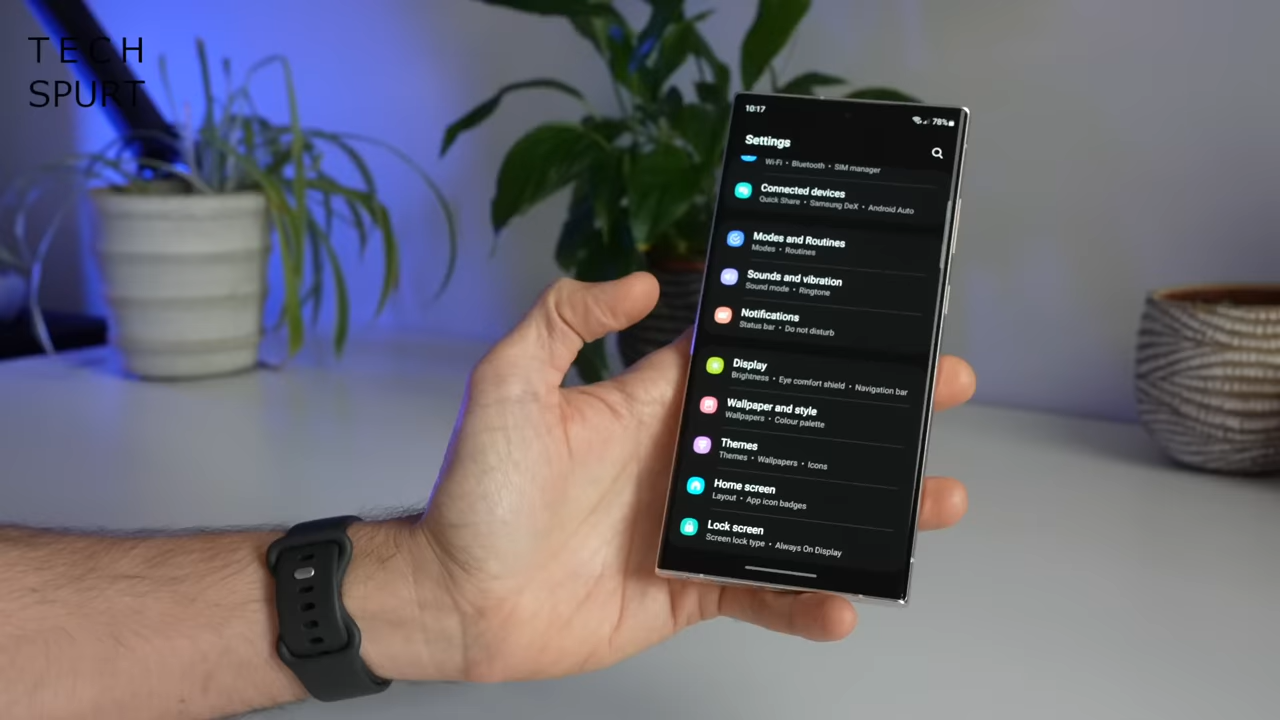 TECH
SPURT
10:17
78%
Settings
Wi-Fi • Bluetooth • SIM manager
Connected devices
Quick Share • Samsung DeX • Android Auto
Modes and Routines
Modes • Routines
Sounds and vibration
Sound mode • Ringtone
Notifications
Status bar • Do not disturb
Display
Brightness • Eye comfort shield • Navigation bar
Wallpaper and style
Wallpapers • Colour palette
Themes
Themes • Wallpapers • Icons
Home screen
Layout • App icon badges
Lock screen
Screen lock type • Always On Display